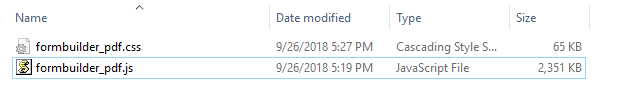 Name Date modified Type Size
formbuilder_pdf.css 9/26/2018 5:27 PM Cascading Style S... 65 KB
formbuilder_pdf.js 9/26/2018 5:19 PM JavaScript File 2,351 KB